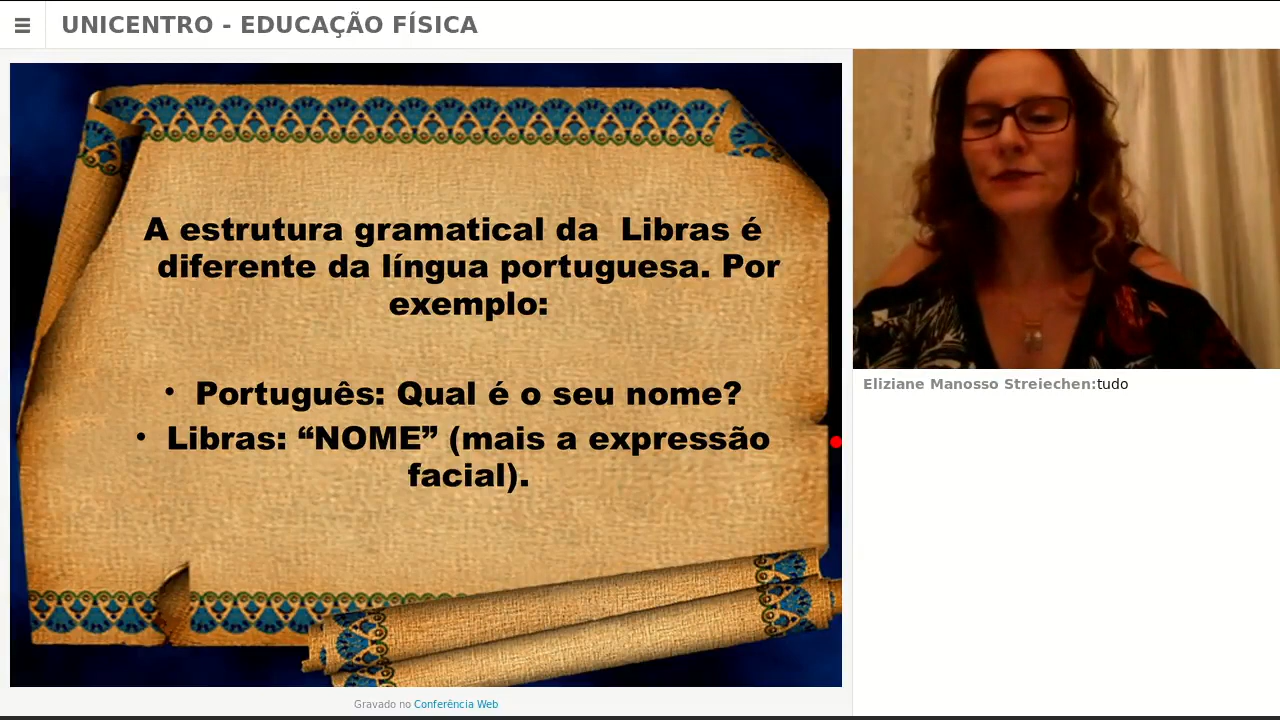 UNICENTRO - EDUCAÇÃO FÍSICA
A estrutura gramatical da  Libras é
diferente da língua portuguesa. Por
exemplo:
• Português: Qual é o seu nome?
• Libras: “NOME” (mais a expressão
facial).
Eliziane Manosso Streiechen:tudo
Gravado no Conferência Web